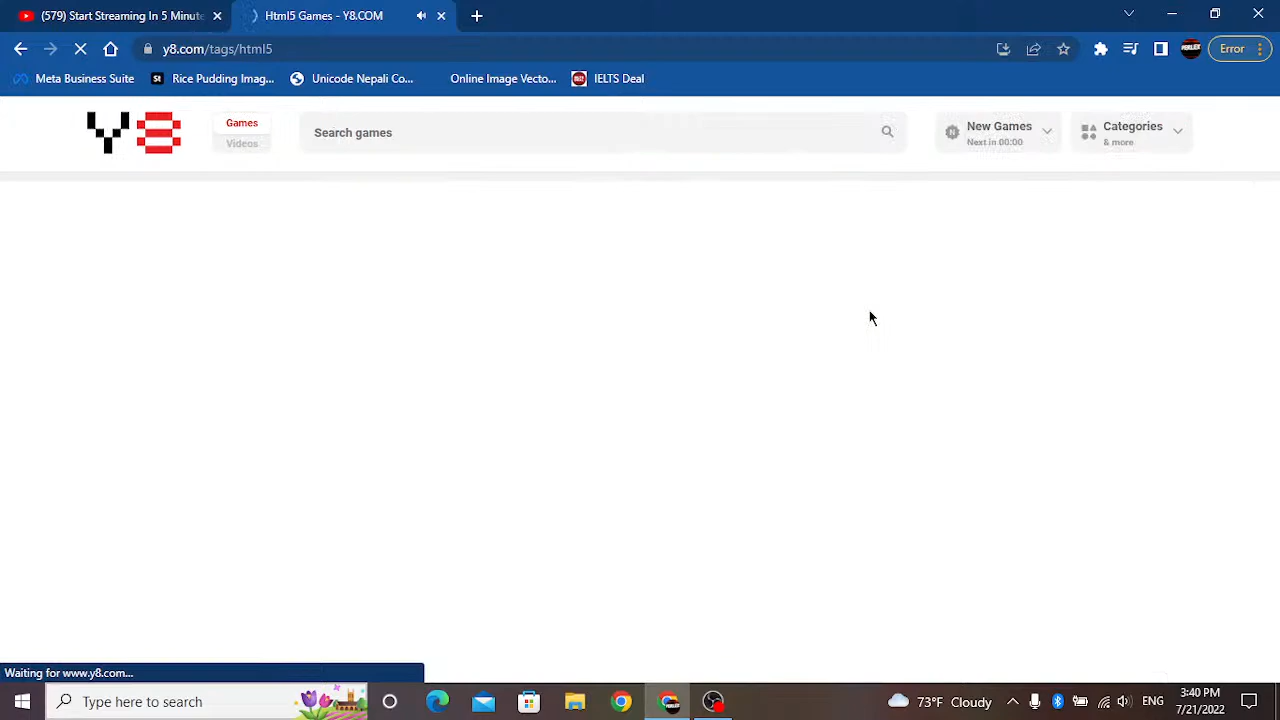 (579) Start Streaming In 5 Minute
Html5 Games - Y8.COM
y8.com/tags/html5
Error
Meta Business Suite
St
Rice Pudding Imag...
Unicode Nepali Co...
Online Image Vecto...
IELTS Deal
Y8
Games
Videos
Search games
New Games
Next in 00:00
Categories
& more
Waiting for www.y8.com...
Type here to search
73°F Cloudy
ENG
3:40 PM
7/21/2022